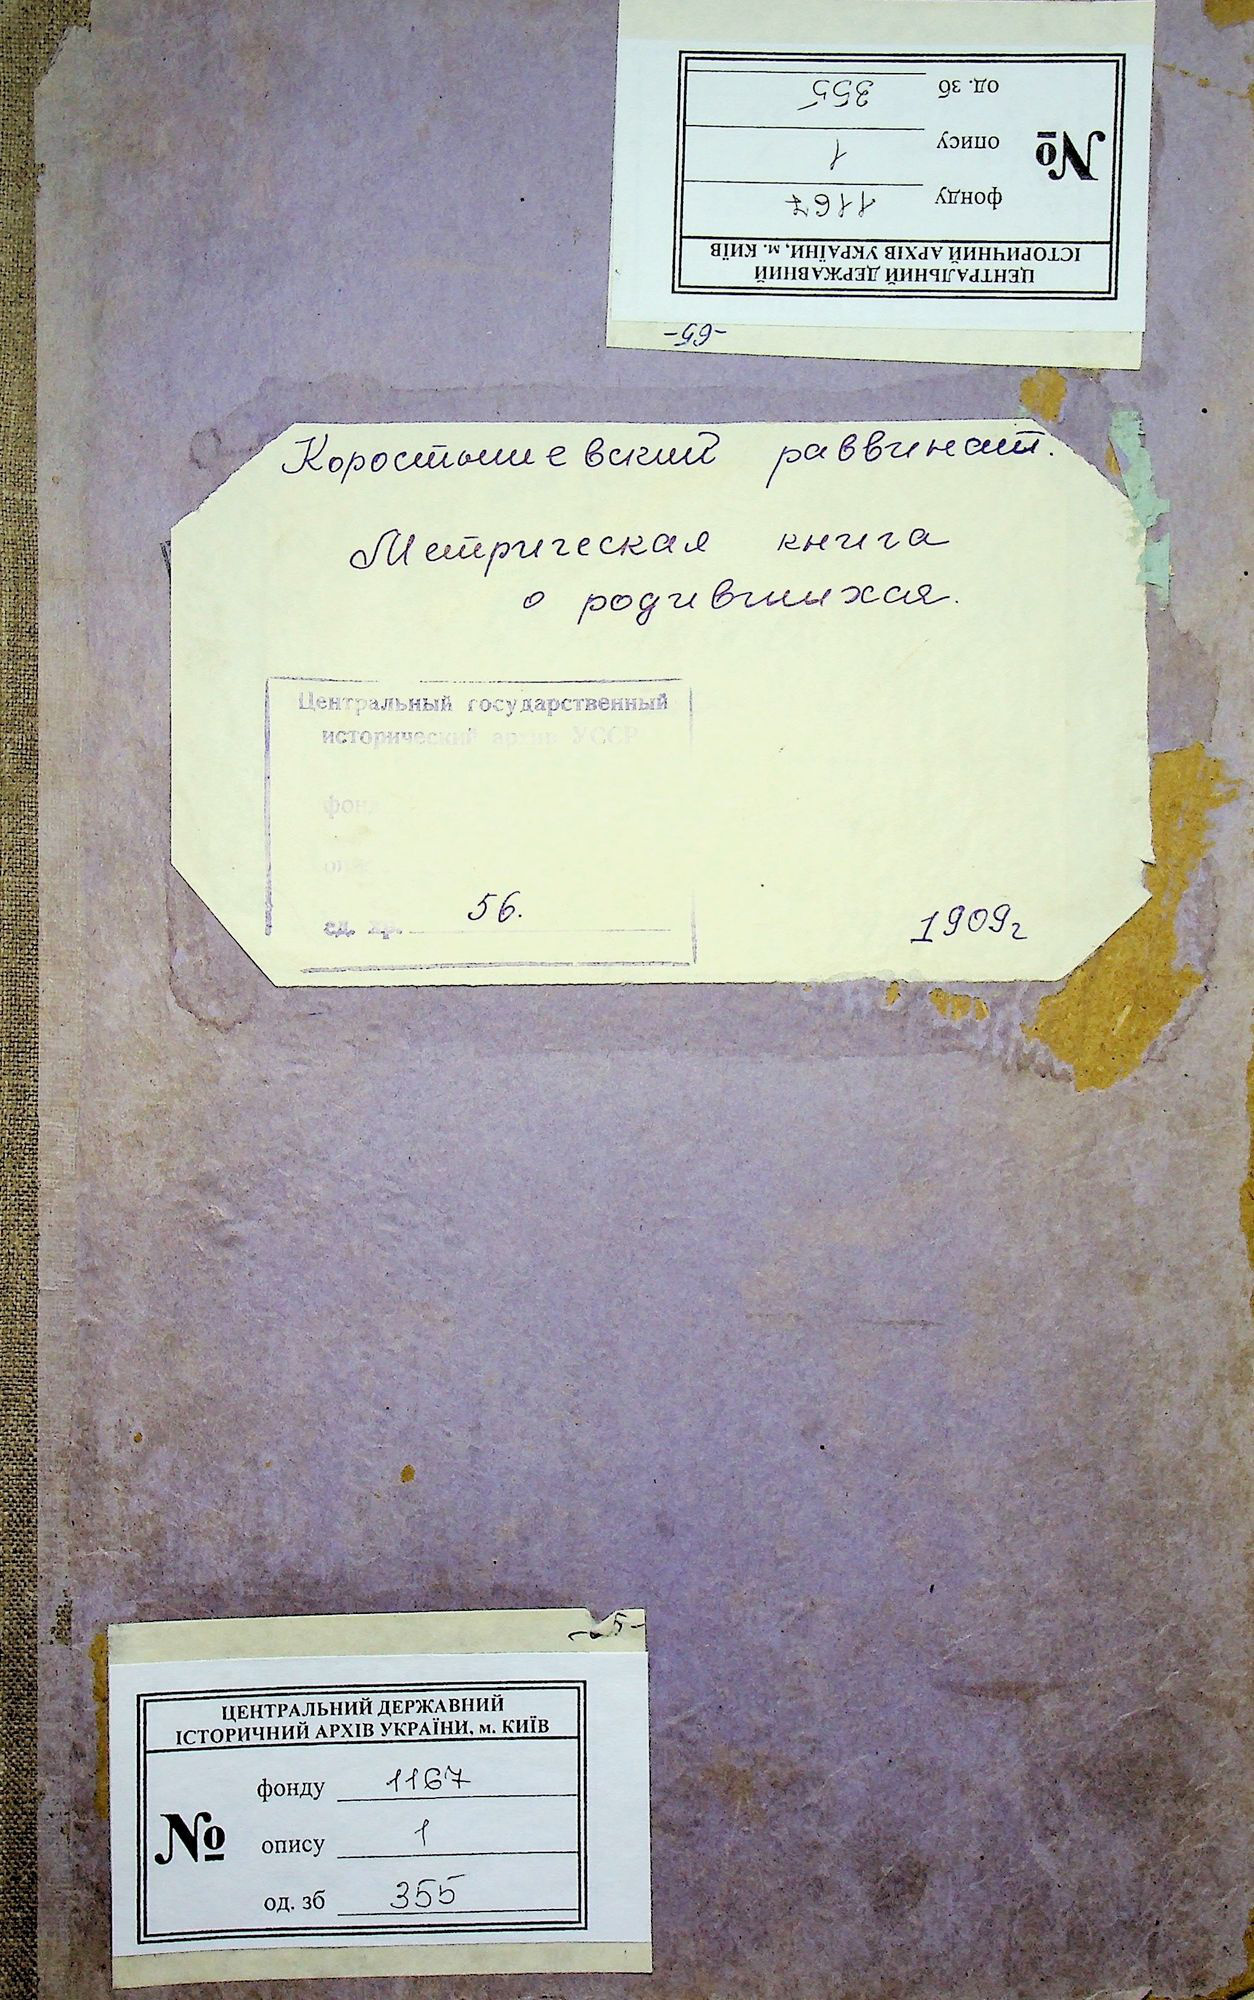 ЦЕНТРАЛЬНИЙ ДЕРЖАВНИЙ
ІСТОРИЧНИЙ АРХІВ УКРАЇНИ, м. КИЇВ
№
фонду 1167
опису 1
од. зб 355
-65-
Коростышевский раввинат.
Метрическая книга
о родившихся.
Центральный государственный
исторический архив УССР
фонд
ед. хр. 56.
1909г
ЦЕНТРАЛЬНИЙ ДЕРЖАВНИЙ
ІСТОРИЧНИЙ АРХІВ УКРАЇНИ, м. КИЇВ
№
фонду 1167
опису 1
од. зб 355